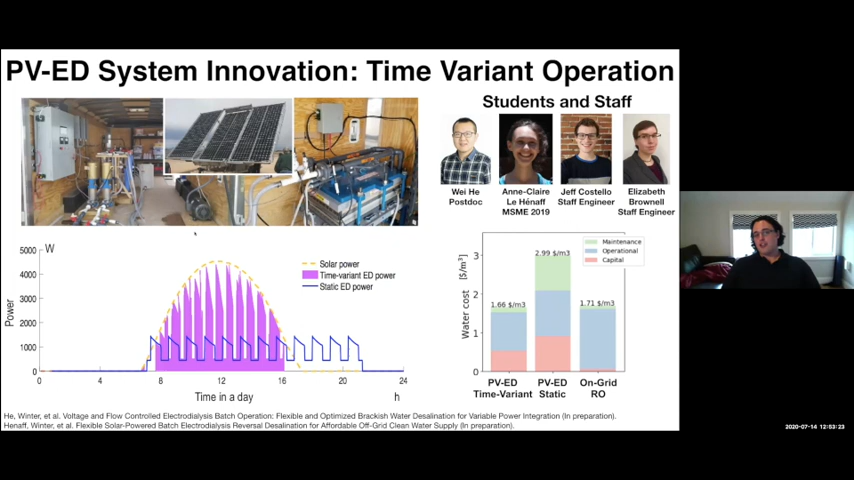 PV-ED System Innovation: Time Variant Operation
Students and Staff
Wei He
Postdoc
Anne-Claire
Le Hénaff
MSME 2019
Jeff Costello
Staff Engineer
Elizabeth
Brownell
Staff Engineer
5000
4000
3000
2000
1000
0
W
Power
Solar power
Time-variant ED power
Static ED power
0
4
8
12
16
20
24
Time in a day
h
Water cost [$/m³]
3
2
1
0
Maintenance
Operational
Capital
1.66 $/m3
2.99 $/m3
1.71 $/m3
PV-ED
Time-Variant
PV-ED
Static
On-Grid
RO
He, Winter, et al. Voltage and Flow Controlled Electrodialysis Batch Operation: Flexible and Optimized Brackish Water Desalination for Variable Power Integration (In preparation).
Henaff, Winter, et al. Flexible Solar-Powered Batch Electrodialysis Reversal Desalination for Affordable Off-Grid Clean Water Supply (In preparation).
2020-07-14 12:53:23